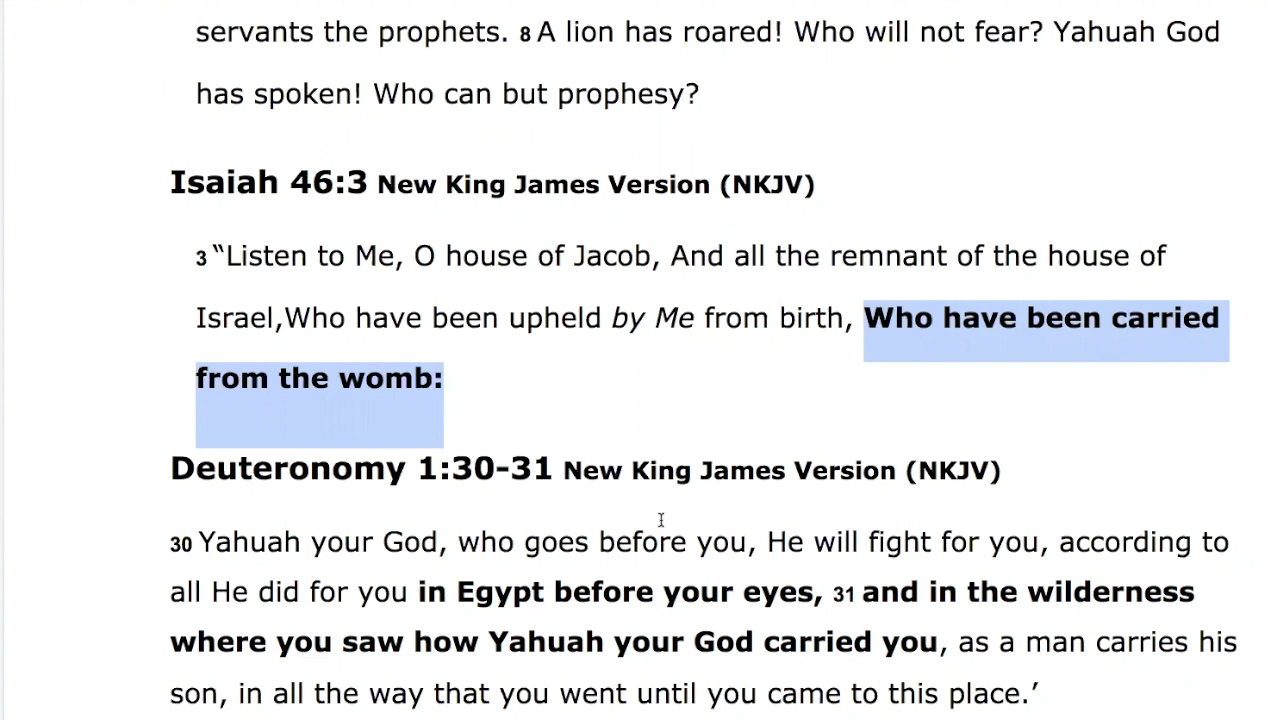 servants the prophets. 8 A lion has roared! Who will not fear? Yahuah God
has spoken! Who can but prophesy?
Isaiah 46:3 New King James Version (NKJV)
3 “Listen to Me, O house of Jacob, And all the remnant of the house of
Israel,Who have been upheld by Me from birth, Who have been carried
from the womb:
Deuteronomy 1:30-31 New King James Version (NKJV)
30 Yahuah your God, who goes before you, He will fight for you, according to
all He did for you in Egypt before your eyes, 31 and in the wilderness
where you saw how Yahuah your God carried you, as a man carries his
son, in all the way that you went until you came to this place.’